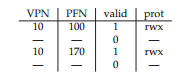 VPN PFN valid prot
10 100 1 rwx
— — 0 —
10 170 1 rwx
— — 0 —